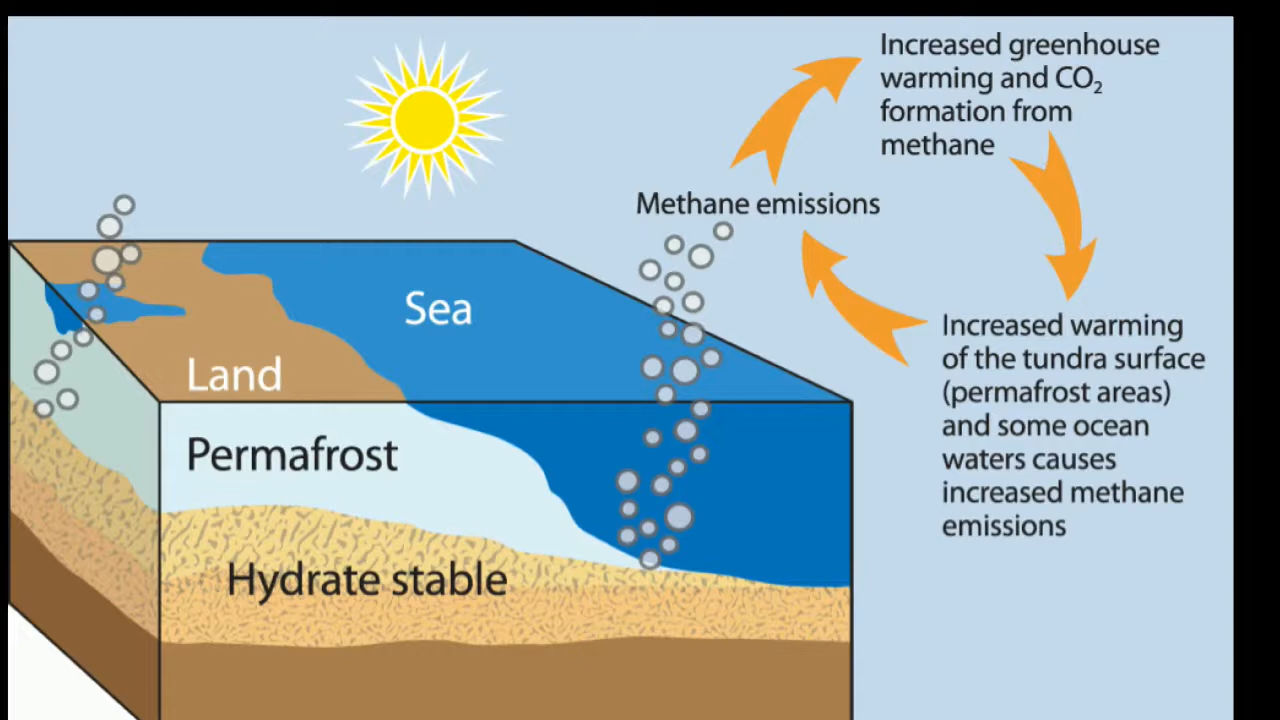 Increased greenhouse
warming and CO₂
formation from
methane
Methane emissions
Sea
Land
Permafrost
Hydrate stable
Increased warming
of the tundra surface
(permafrost areas)
and some ocean
waters causes
increased methane
emissions